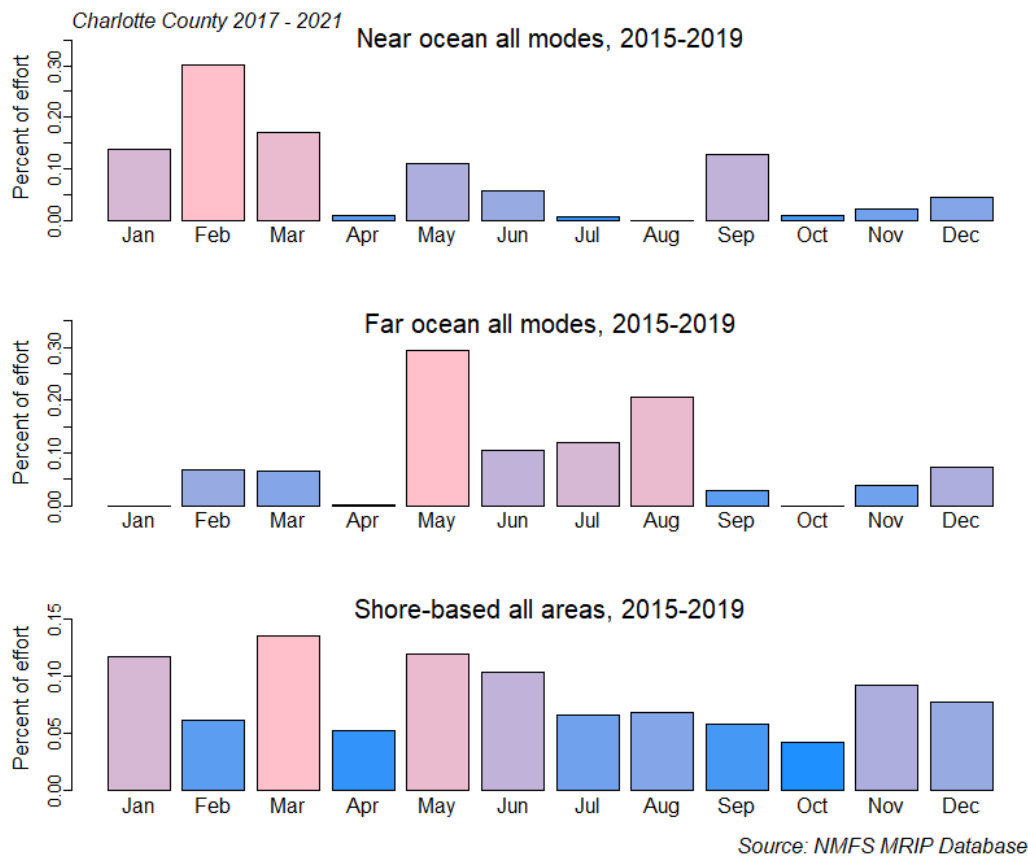 Charlotte County 2017 - 2021
Near ocean all modes, 2015-2019
Percent of effort
0.00 0.10 0.20 0.30
Jan Feb Mar Apr May Jun Jul Aug Sep Oct Nov Dec
Far ocean all modes, 2015-2019
Percent of effort
0.00 0.10 0.20 0.30
Jan Feb Mar Apr May Jun Jul Aug Sep Oct Nov Dec
Shore-based all areas, 2015-2019
Percent of effort
0.00 0.05 0.10 0.15
Jan Feb Mar Apr May Jun Jul Aug Sep Oct Nov Dec
Source: NMFS MRIP Database